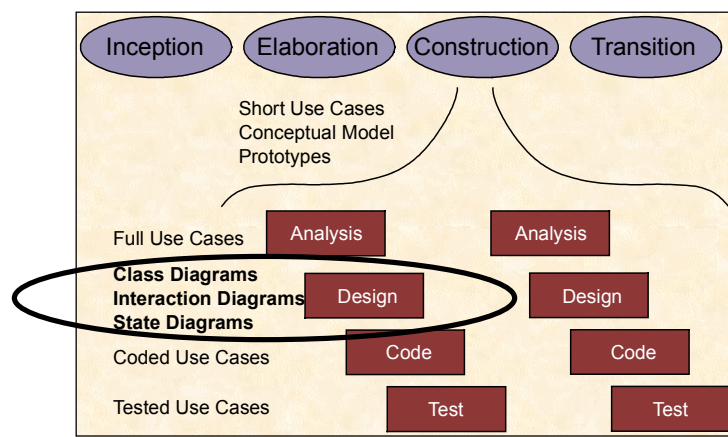 Inception Elaboration Construction Transition
Short Use Cases
Conceptual Model
Prototypes
Full Use Cases Analysis Analysis
Class Diagrams
Interaction Diagrams Design Design
State Diagrams
Coded Use Cases Code Code
Tested Use Cases Test Test